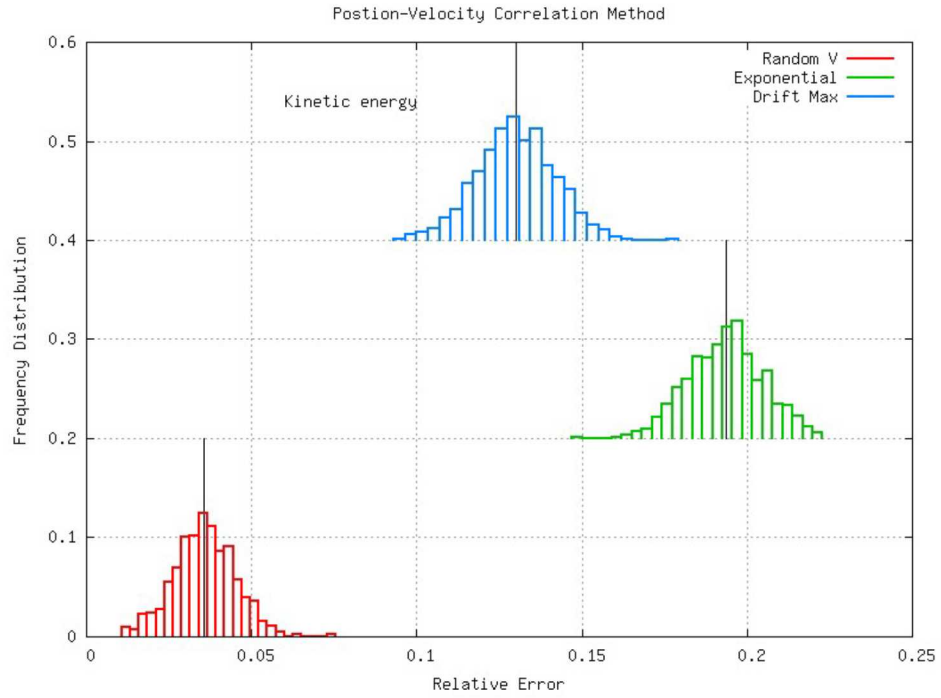 Postion-Velocity Correlation Method
0.6
Random V
Exponential
Drift Max
Kinetic energy
0.5
0.4
0.3
0.2
0.1
0
Frequency Distribution
0 0.05 0.1 0.15 0.2 0.25
Relative Error